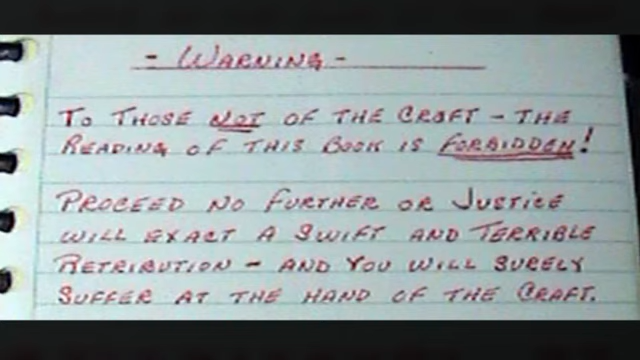 - WARNING -
TO THOSE NOT OF THE CRAFT - THE
READING OF THIS BOOK IS FORBIDDEN!
PROCEED NO FURTHER OR JUSTICE
WILL EXACT A SWIFT AND TERRIBLE
RETRIBUTION - AND YOU WILL SURELY
SUFFER AT THE HAND OF THE CRAFT.